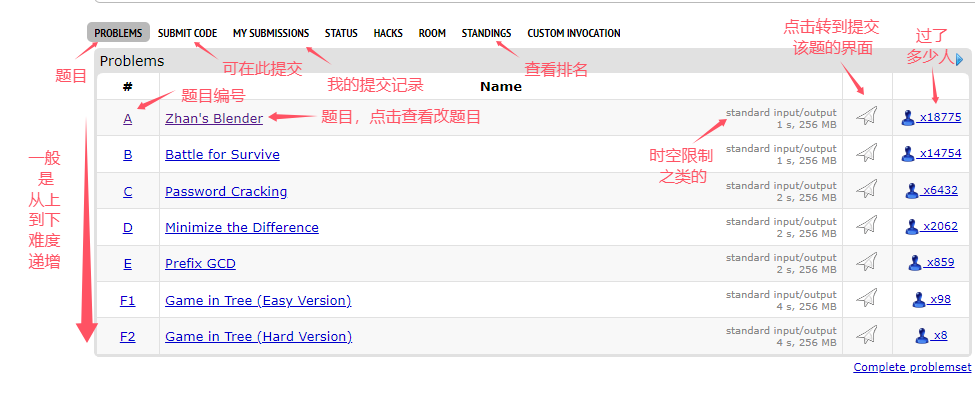 PROBLEMS SUBMIT CODE MY SUBMISSIONS STATUS HACKS ROOM STANDINGS CUSTOM INVOCATION
点击转到提交
该题的界面
过了
多少人
Problems
题目
可在此提交
我的提交记录
查看排名
# Name
题目编号
A Zhan's Blender
题目，点击查看改题目
standard input/output
1 s, 256 MB
x18775
时空限制
之类的
B Battle for Survive
standard input/output
1 s, 256 MB
x14754
C Password Cracking
standard input/output
2 s, 256 MB
x6432
D Minimize the Difference
standard input/output
2 s, 256 MB
x2062
E Prefix GCD
standard input/output
2 s, 256 MB
x859
F1 Game in Tree (Easy Version)
standard input/output
4 s, 256 MB
x98
F2 Game in Tree (Hard Version)
standard input/output
4 s, 256 MB
x8
一般
是
从上
到下
难度
递增
Complete problemset